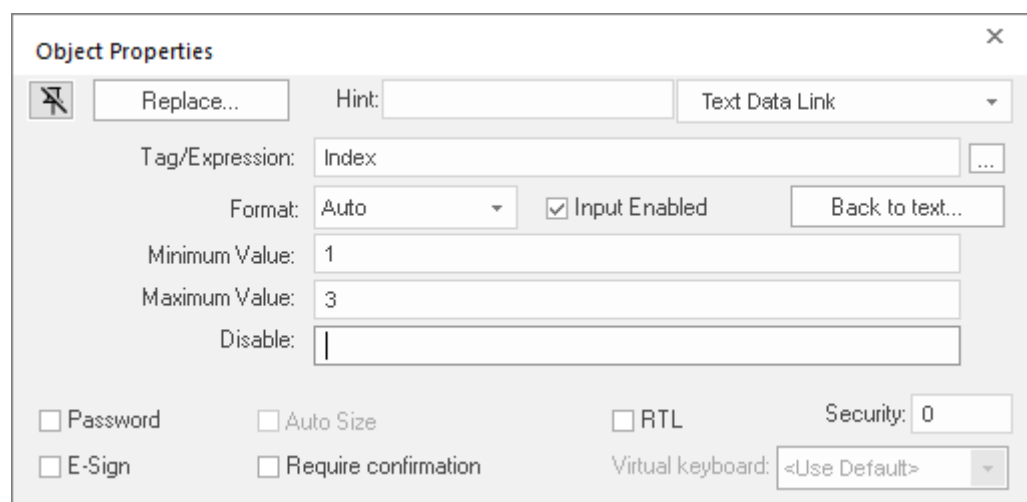 Object Properties
Replace... Hint: Text Data Link
Tag/Expression: Index ...
Format: Auto Input Enabled Back to text...
Minimum Value: 1
Maximum Value: 3
Disable:
Password Auto Size RTL Security: 0
E-Sign Require confirmation Virtual keyboard: <Use Default>